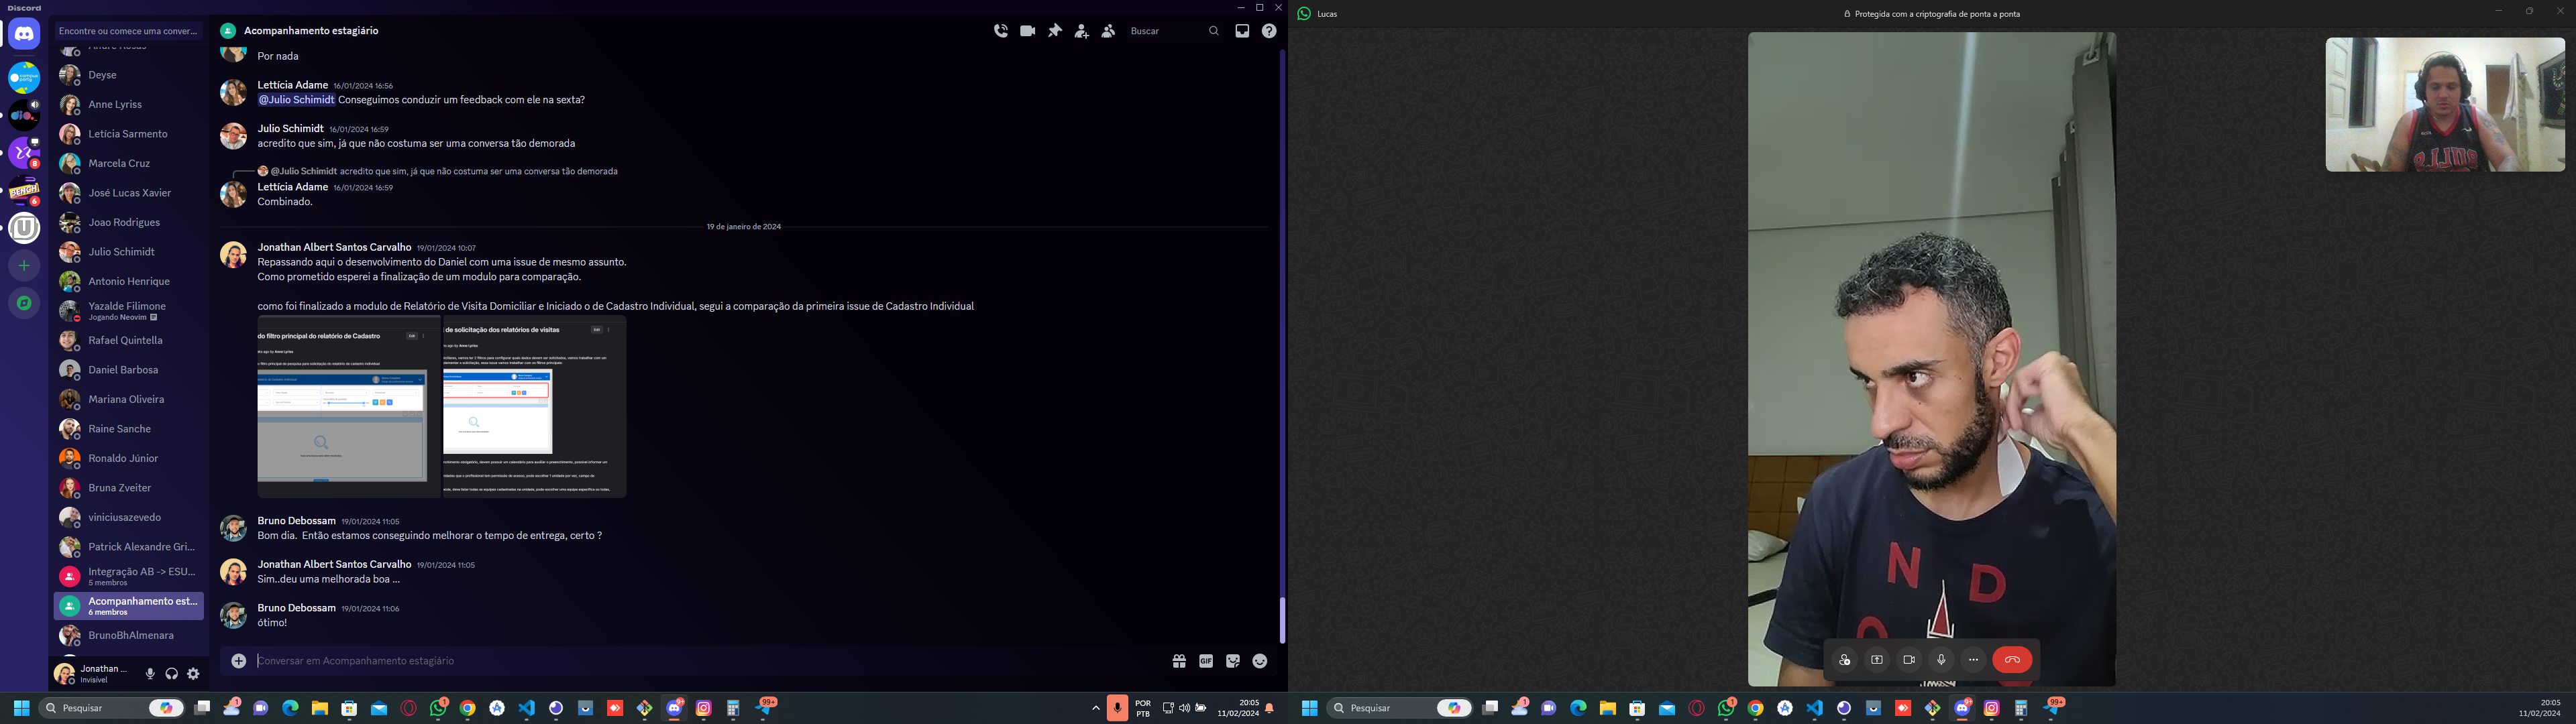 Discord
Encontre ou comece uma conver...
Deyse
Anne Lyriss
Letícia Sarmento
Marcela Cruz
José Lucas Xavier
Joao Rodrigues
Julio Schimidt
Antonio Henrique
Yazalde Filimone
Jogando Neovim
Rafael Quintella
Daniel Barbosa
Mariana Oliveira
Raine Sanche
Ronaldo Júnior
Bruna Zveiter
viniciusazevedo
Patrick Alexandre Gri...
Integração AB -> ESU...
5 membros
Acompanhamento est...
6 membros
BrunoBhAlmenara
Jonathan ...
Invisível
Acompanhamento estagiário
Buscar
Por nada
Lettícia Adame 16/01/2024 16:56
@Julio Schimidt Conseguimos conduzir um feedback com ele na sexta?
Julio Schimidt 16/01/2024 16:59
acredito que sim, já que não costuma ser uma conversa tão demorada
@Julio Schimidt acredito que sim, já que não costuma ser uma conversa tão demorada
Lettícia Adame 16/01/2024 16:59
Combinado.
19 de janeiro de 2024
Jonathan Albert Santos Carvalho 19/01/2024 10:07
Repassando aqui o desenvolvimento do Daniel com uma issue de mesmo assunto.
Como prometido esperei a finalização de um modulo para comparação.
como foi finalizado a modulo de Relatório de Visita Domiciliar e Iniciado o de Cadastro Individual, segui a comparação da primeira issue de Cadastro Individual
do filtro principal do relatório de Cadastro
Edit
de solicitação dos relatórios de visitas
Edit
Bruno Debossam 19/01/2024 11:05
Bom dia. Então estamos conseguindo melhorar o tempo de entrega, certo ?
Jonathan Albert Santos Carvalho 19/01/2024 11:05
Sim..deu uma melhorada boa ...
Bruno Debossam 19/01/2024 11:06
ótimo!
Conversar em Acompanhamento estagiário
GIF
Pesquisar
99+
POR
PTB
20:05
11/02/2024
Lucas
Protegida com a criptografia de ponta a ponta
BULLS
N D
Pesquisar
99+
20:05
11/02/2024